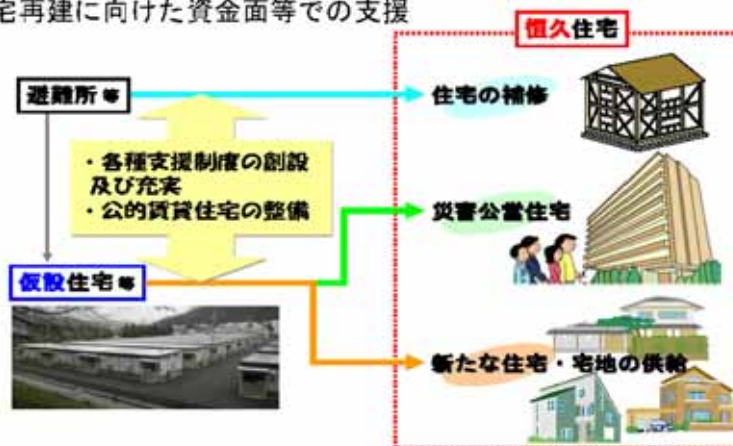 宅再建に向けた資金面等での支援
恒久住宅
避難所等
住宅の補修
・各種支援制度の創設
及び充実
・公的賃貸住宅の整備
災害公営住宅
仮設住宅等
新たな住宅・宅地の供給